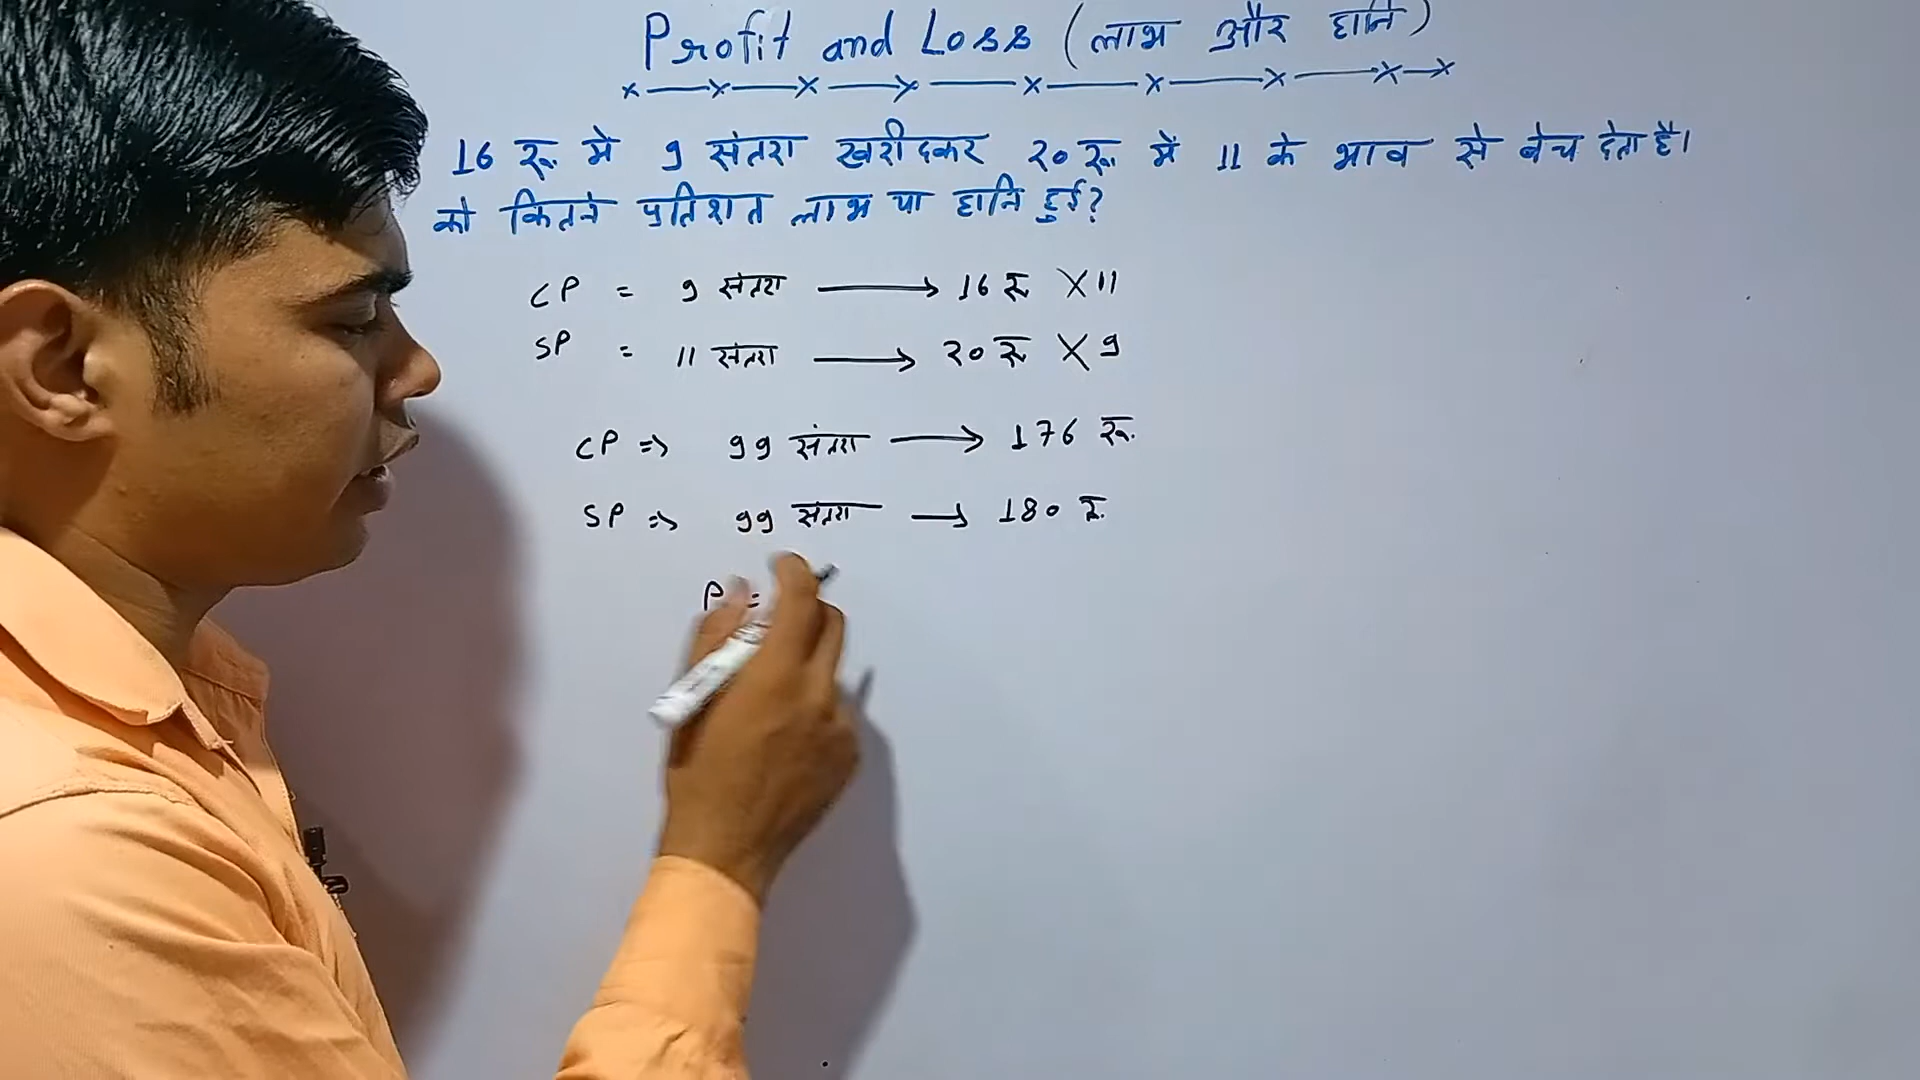 Profit and Loss (लाभ और हानि)
16 रू. मे 9 संतरा खरीदकर 20 रू. में 11 के भाव से बेच देता है।
को कितने प्रतिशत लाभ या हानि हुई?
CP = 9 संतरा → 16 रू × 11
SP = 11 संतरा → 20 रू × 9
CP ⇒ 99 संतरा → 176 रू.
SP ⇒ 99 संतरा → 180 रू.
P =